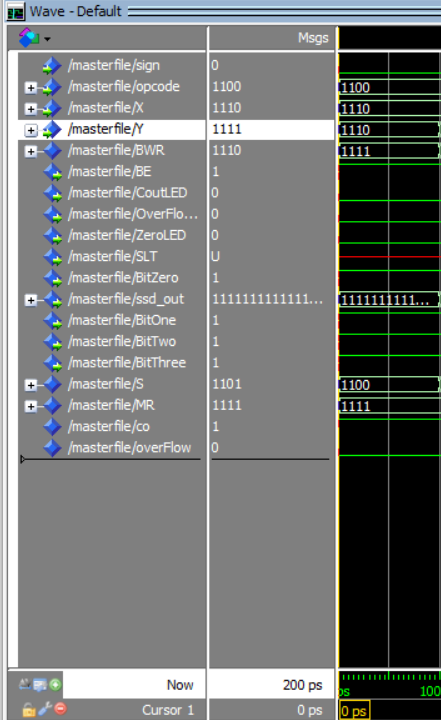 Wave - Default
Msgs
/masterfile/sign 0
/masterfile/opcode 1100 1100
/masterfile/X 1110 1110
/masterfile/Y 1111 1110
/masterfile/BWR 1110 1111
/masterfile/BE 1
/masterfile/CoutLED 0
/masterfile/OverFlo... 0
/masterfile/ZeroLED 0
/masterfile/SLT U
/masterfile/BitZero 1
/masterfile/ssd_out 1111111111111... 1111111111...
/masterfile/BitOne 1
/masterfile/BitTwo 1
/masterfile/BitThree 1
/masterfile/S 1101 1100
/masterfile/MR 1111 1111
/masterfile/co 1
/masterfile/overFlow 0
Now 200 ps ps 100
Cursor 1 0 ps 0 ps